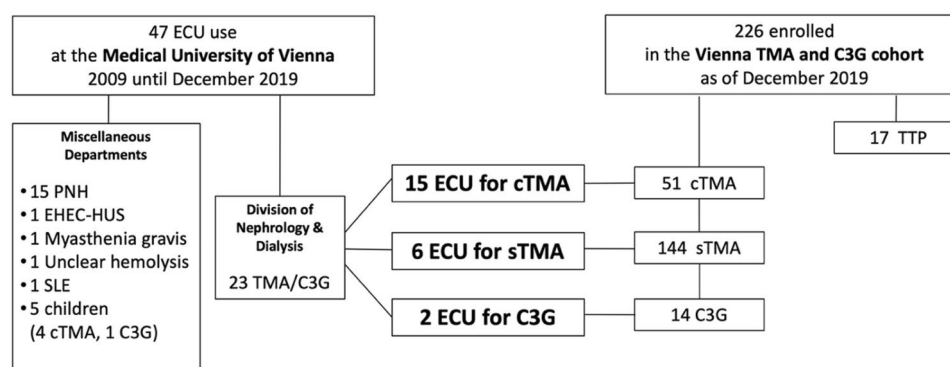 47 ECU use
at the Medical University of Vienna
2009 until December 2019
226 enrolled
in the Vienna TMA and C3G cohort
as of December 2019
Miscellaneous
Departments
• 15 PNH
• 1 EHEC-HUS
• 1 Myasthenia gravis
• 1 Unclear hemolysis
• 1 SLE
• 5 children
(4 cTMA, 1 C3G)
Division of
Nephrology &
Dialysis
23 TMA/C3G
15 ECU for cTMA
6 ECU for sTMA
2 ECU for C3G
51 cTMA
144 sTMA
14 C3G
17 TTP